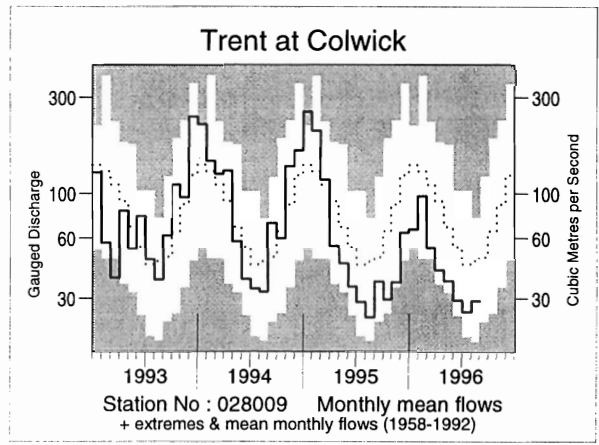 Trent at Colwick
300 300
100 100
60 60
30 30
Gauged Discharge
Cubic Metres per Second
1993 1994 1995 1996
Station No : 028009 Monthly mean flows
+ extremes & mean monthly flows (1958-1992)